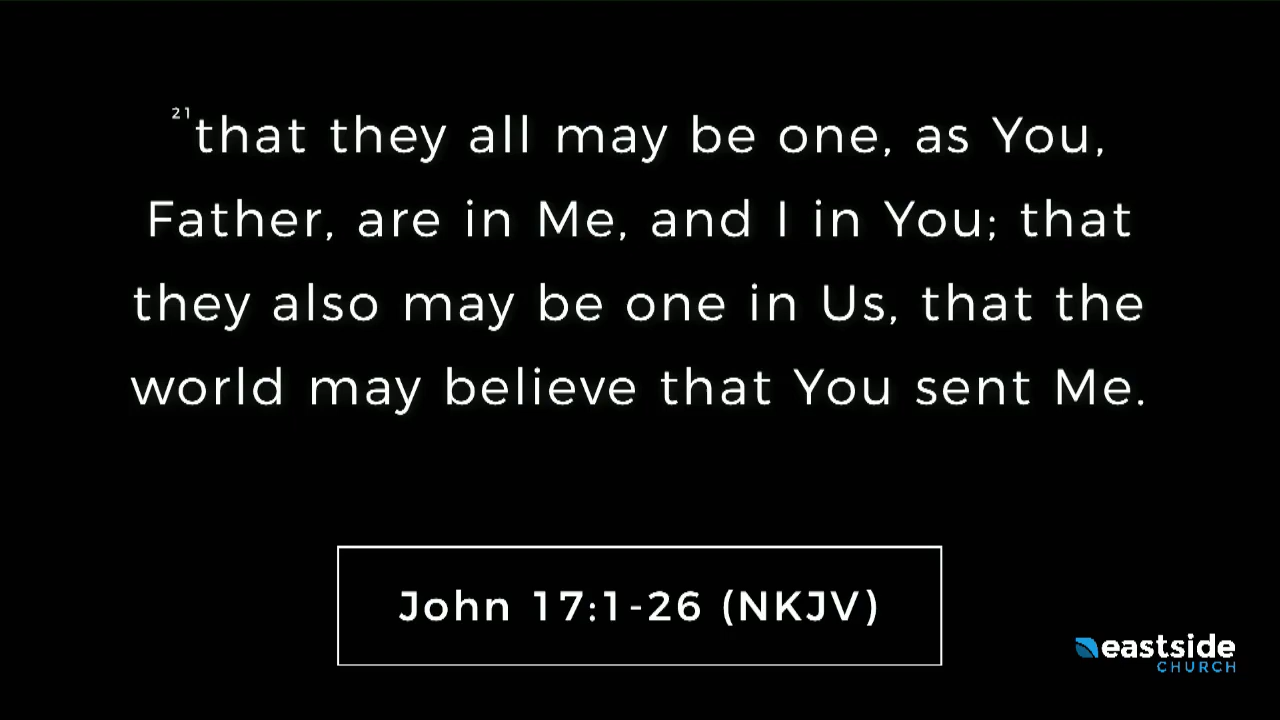 21that they all may be one, as You,
Father, are in Me, and I in You; that
they also may be one in Us, that the
world may believe that You sent Me.
John 17:1-26 (NKJV)
eastside
CHURCH